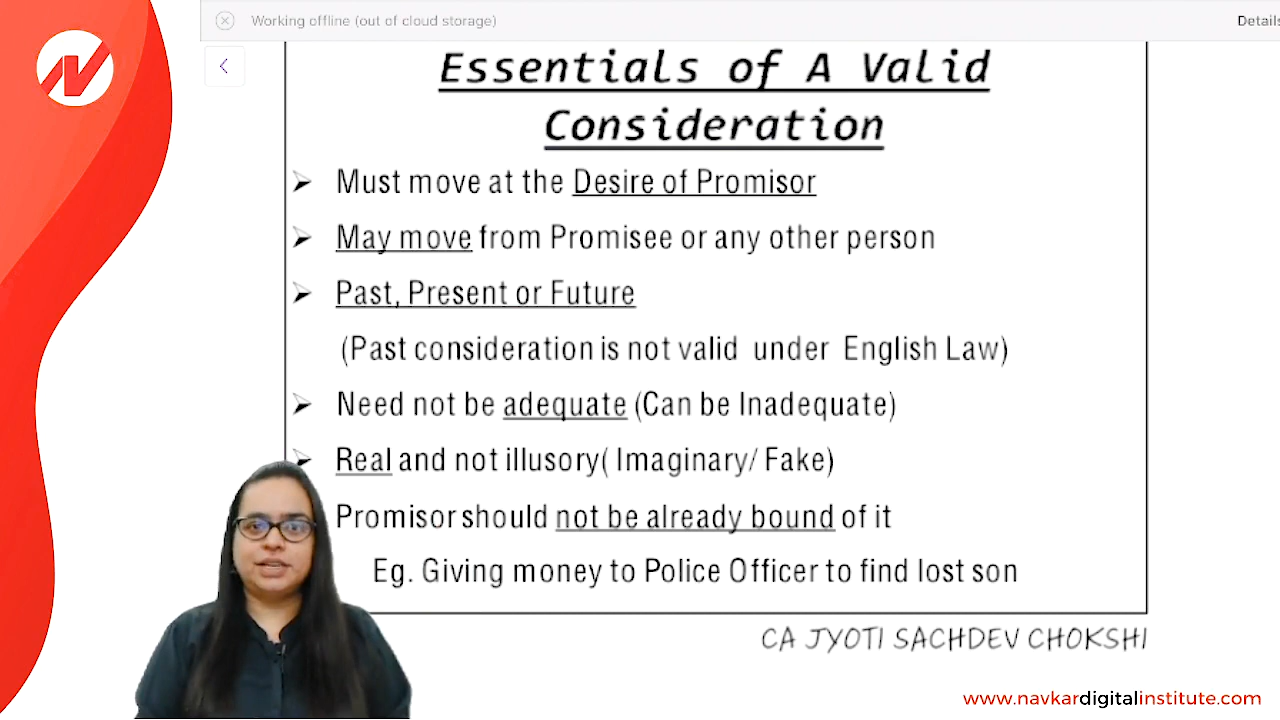 Working offline (out of cloud storage)
Details
Essentials of A Valid
Consideration
Must move at the Desire of Promisor
May move from Promisee or any other person
Past, Present or Future
(Past consideration is not valid under English Law)
Need not be adequate (Can be Inadequate)
Real and not illusory( Imaginary/ Fake)
Promisor should not be already bound of it
Eg. Giving money to Police Officer to find lost son
CA JYOTI SACHDEV CHOKSHI
www.navkardigitalinstitute.com